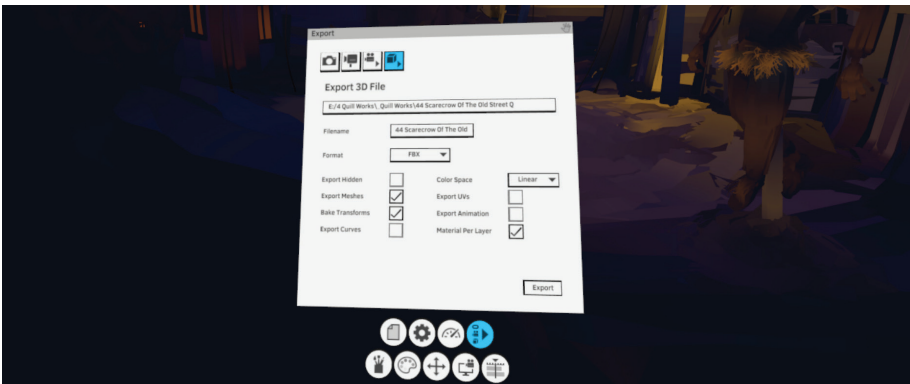 Export
Export 3D File
E:/4 Quill Works\_Quill Works\44 Scarecrow Of The Old Street Q
Filename 44 Scarecrow Of The Old
Format FBX
Export Hidden Color Space Linear
Export Meshes Export UVs
Bake Transforms Export Animation
Export Curves Material Per Layer
Export